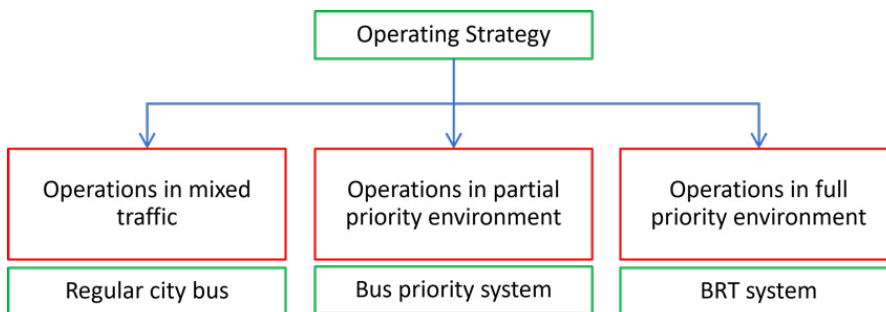 Operating Strategy
Operations in mixed
traffic
Operations in partial
priority environment
Operations in full
priority environment
Regular city bus
Bus priority system
BRT system